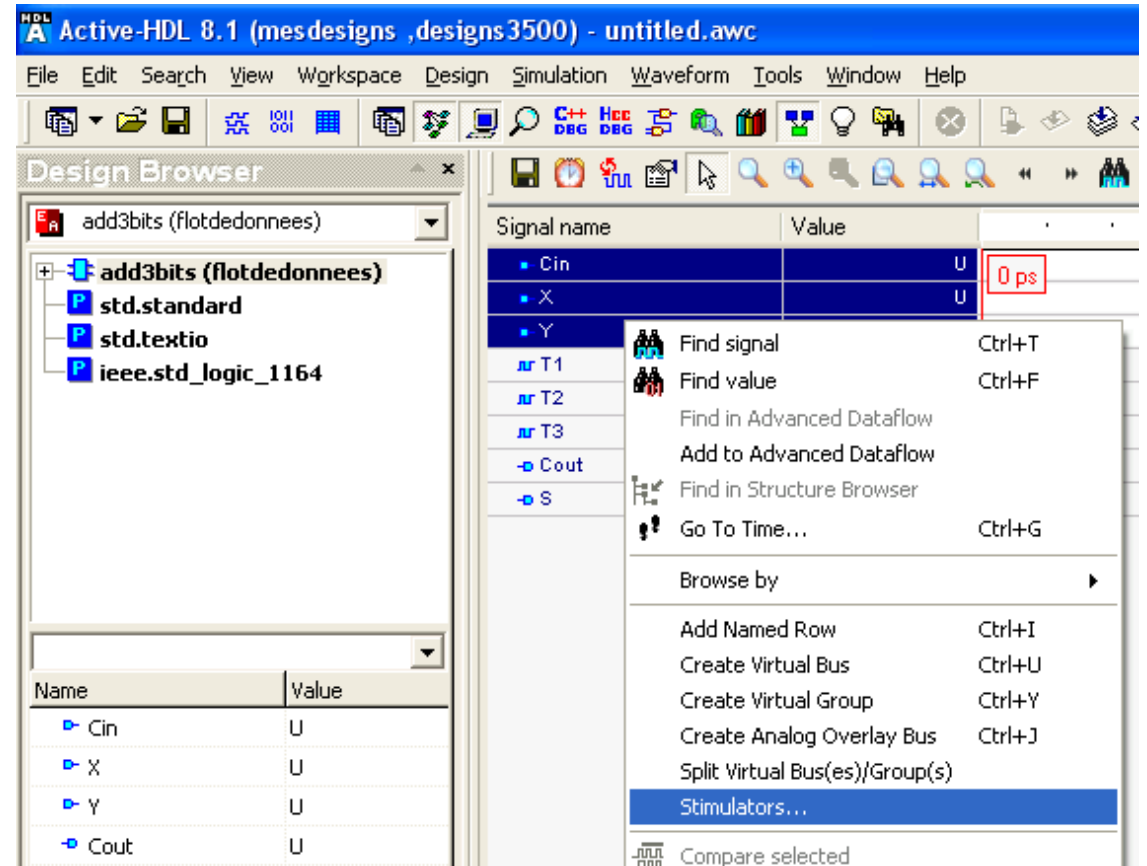 Active-HDL 8.1 (mesdesigns ,designs3500) - untitled.awc
File Edit Search View Workspace Design Simulation Waveform Tools Window Help
C++ DBG HCC DBG
Design Browser
add3bits (flotdedonnees)
add3bits (flotdedonnees)
std.standard
std.textio
ieee.std_logic_1164
Name Value
Cin U
X U
Y U
Cout U
Signal name Value
Cin U
X U
Y
T1
T2
T3
Cout
S
0 ps
Find signal Ctrl+T
Find value Ctrl+F
Find in Advanced Dataflow
Add to Advanced Dataflow
Find in Structure Browser
Go To Time... Ctrl+G
Browse by
Add Named Row Ctrl+I
Create Virtual Bus Ctrl+U
Create Virtual Group Ctrl+Y
Create Analog Overlay Bus Ctrl+J
Split Virtual Bus(es)/Group(s)
Stimulators...
Compare selected